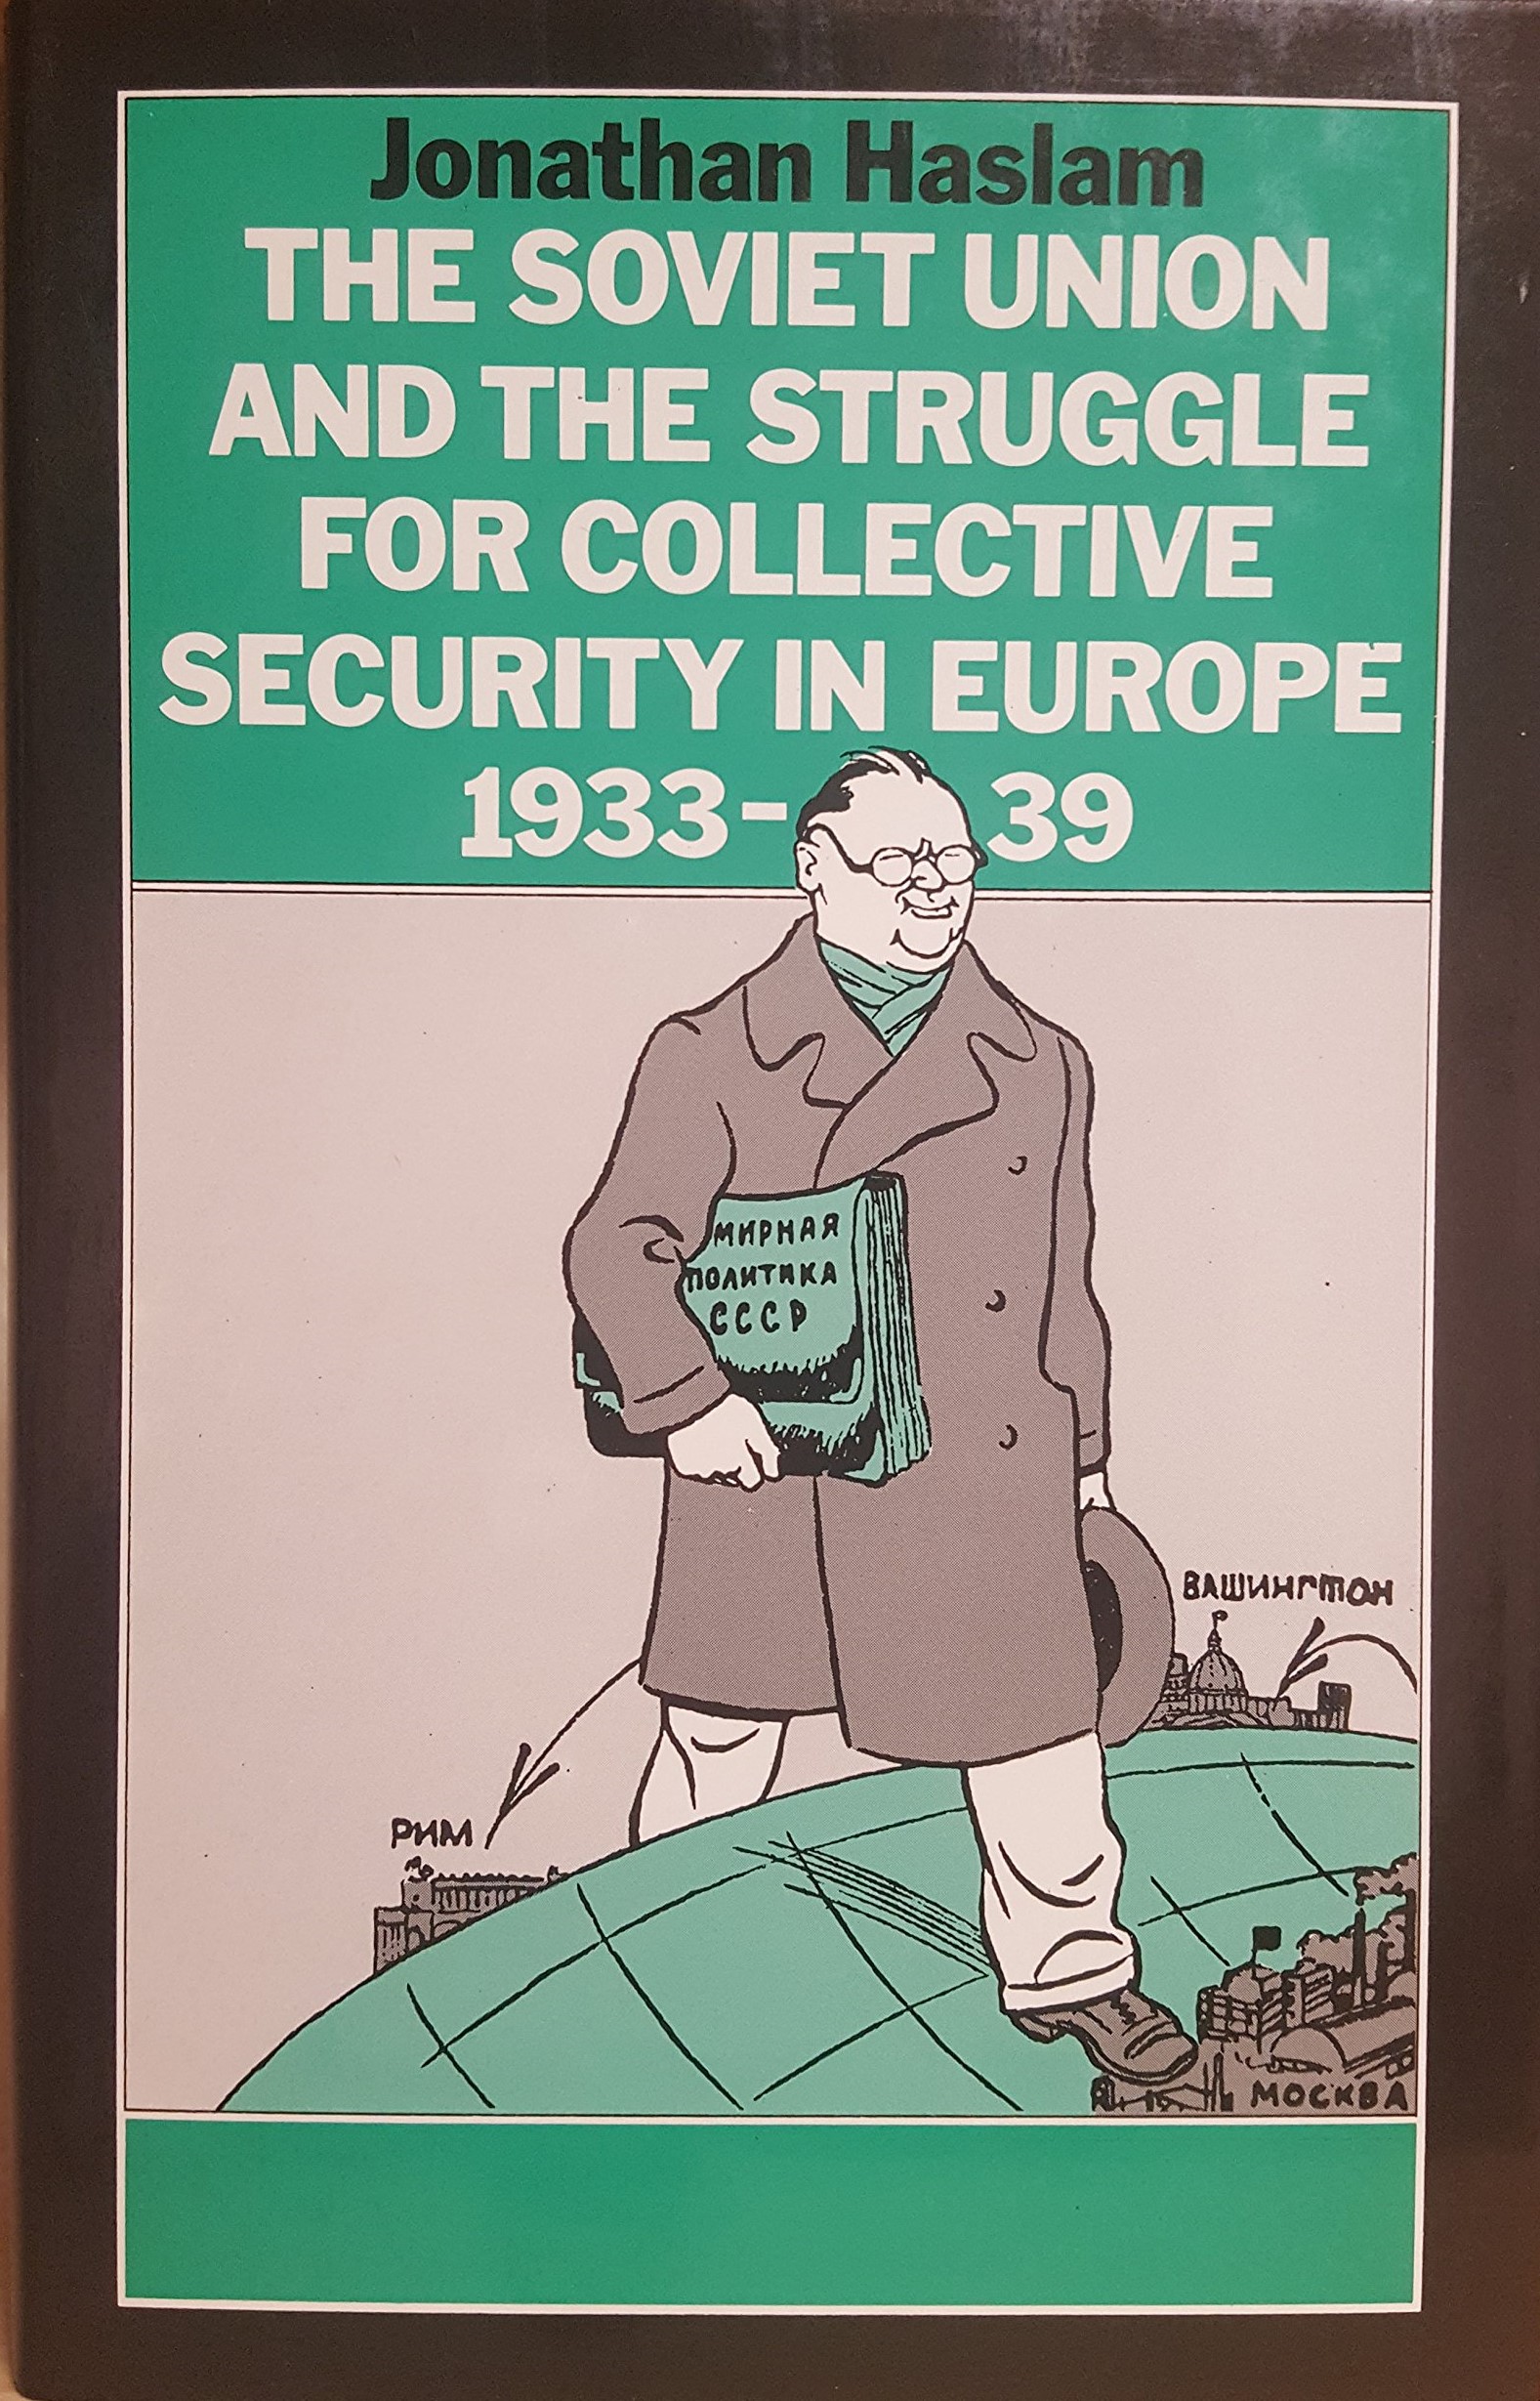 Jonathan Haslam
THE SOVIET UNION
AND THE STRUGGLE
FOR COLLECTIVE
SECURITY IN EUROPE
1933-39
МИРНАЯ
ПОЛИТИКА
СССР
ВАШИНГТОН
РИМ
МОСКВА